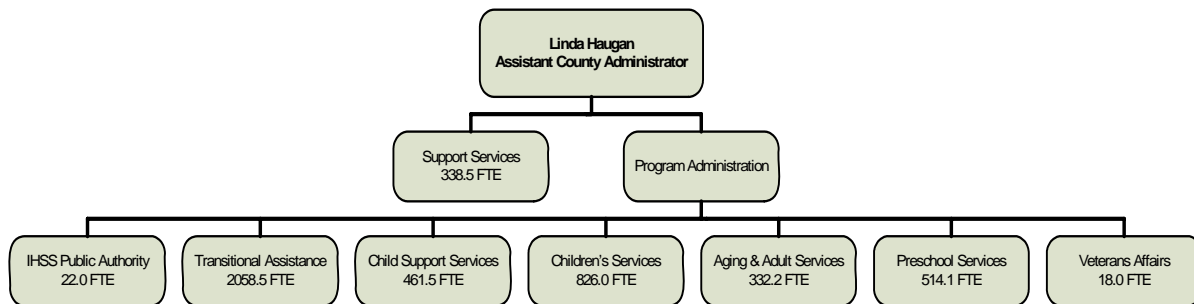 Linda Haugan
Assistant County Administrator
Support Services
338.5 FTE
Program Administration
IHSS Public Authority
22.0 FTE
Transitional Assistance
2058.5 FTE
Child Support Services
461.5 FTE
Children's Services
826.0 FTE
Aging & Adult Services
332.2 FTE
Preschool Services
514.1 FTE
Veterans Affairs
18.0 FTE